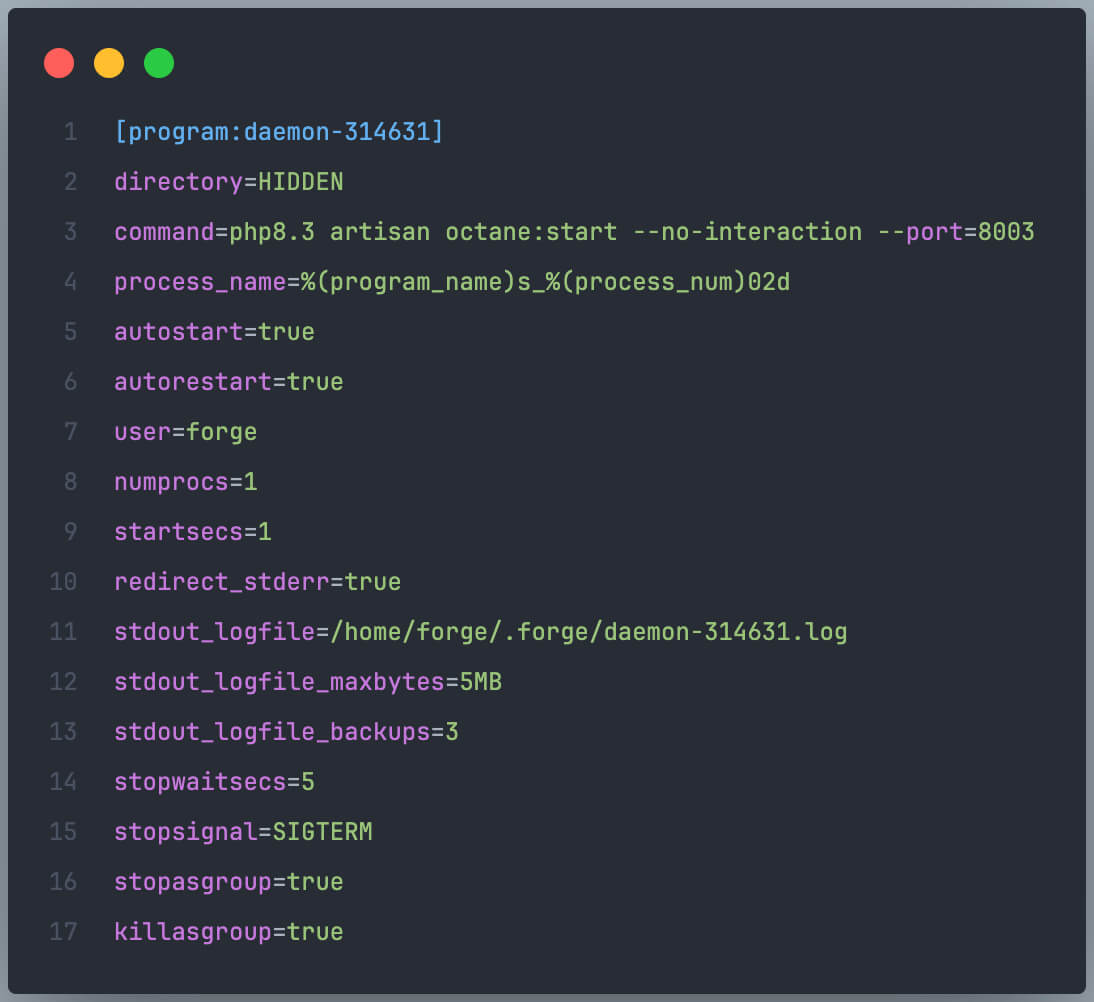 1 [program:daemon-314631]
2 directory=HIDDEN
3 command=php8.3 artisan octane:start --no-interaction --port=8003
4 process_name=%(program_name)s_%(process_num)02d
5 autostart=true
6 autorestart=true
7 user=forge
8 numprocs=1
9 startsecs=1
10 redirect_stderr=true
11 stdout_logfile=/home/forge/.forge/daemon-314631.log
12 stdout_logfile_maxbytes=5MB
13 stdout_logfile_backups=3
14 stopwaitsecs=5
15 stopsignal=SIGTERM
16 stopasgroup=true
17 killasgroup=true